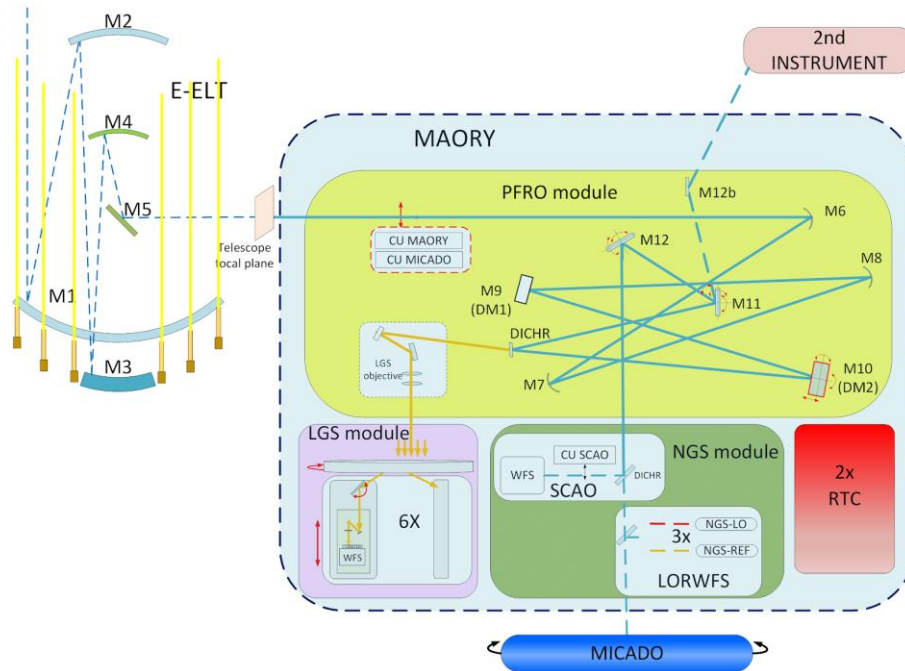 M2
E-ELT
M4
M5
M1
M3
Telescope
focal plane
2nd
INSTRUMENT
MAORY
PFRO module
M12b
M6
CU MAORY
CU MICADO
M12
M8
M9
(DM1)
M11
DICHR
LGS
objective
M7
M10
(DM2)
LGS module
6X
WFS
NGS module
CU SCAO
WFS
DICHR
SCAO
NGS-LO
3x
NGS-REF
LORWFS
2x
RTC
MICADO